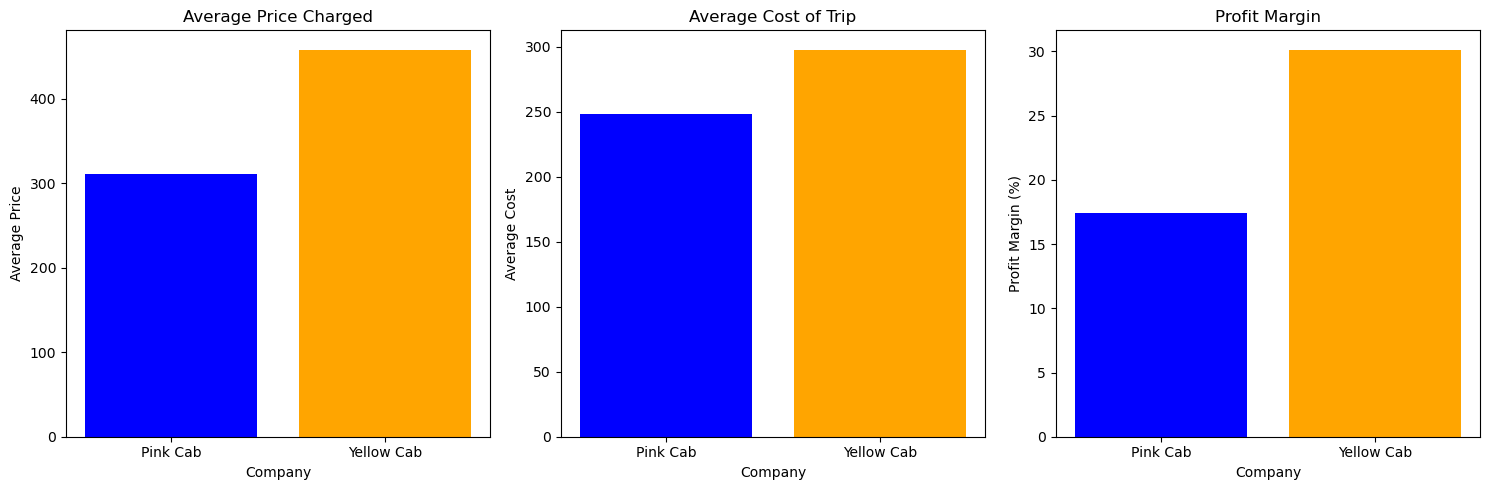 Average Price Charged
Average Price
400
300
200
100
0
Pink Cab
Yellow Cab
Company
Average Cost of Trip
Average Cost
300
250
200
150
100
50
0
Pink Cab
Yellow Cab
Company
Profit Margin
Profit Margin (%)
30
25
20
15
10
5
0
Pink Cab
Yellow Cab
Company